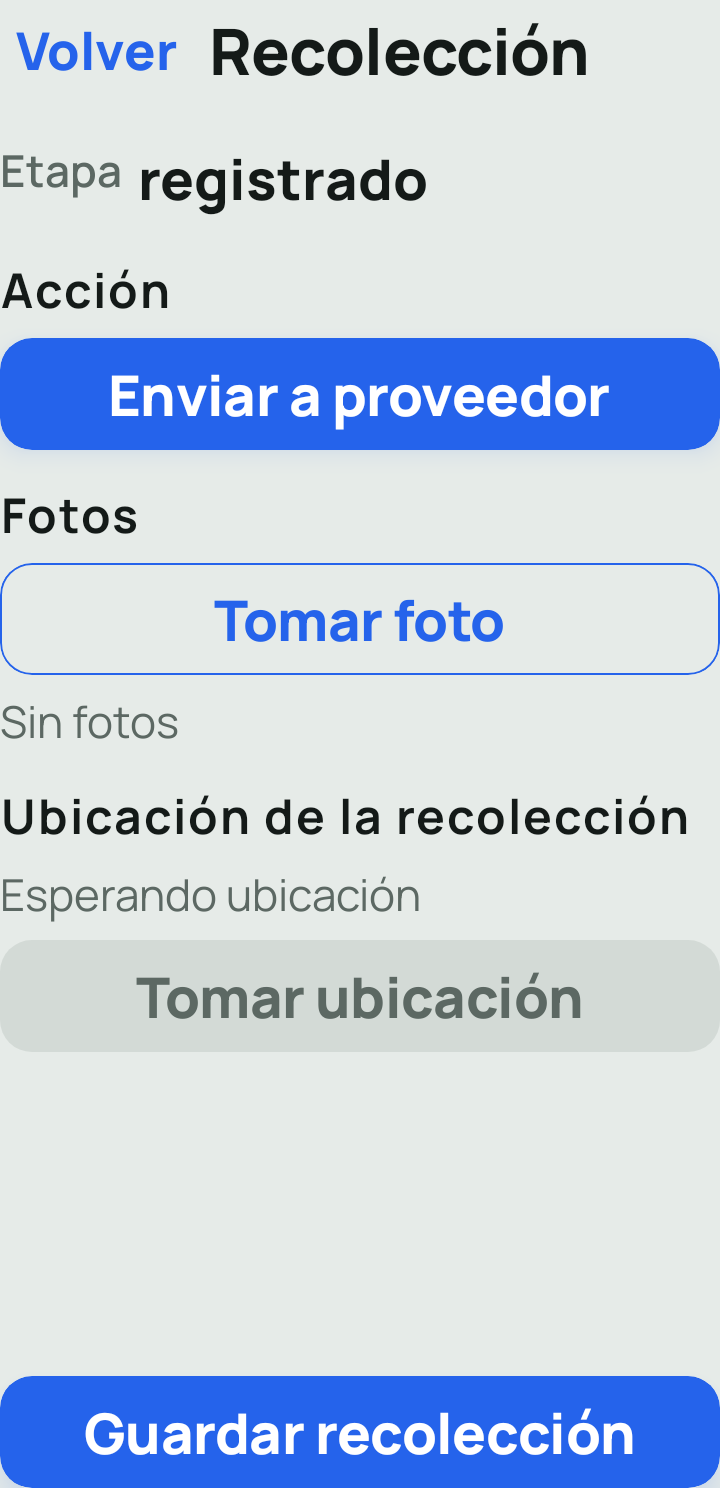 Volver Recolección
Etapa registrado
Acción
Enviar a proveedor
Fotos
Tomar foto
Sin fotos
Ubicación de la recolección
Esperando ubicación
Tomar ubicación
Guardar recolección